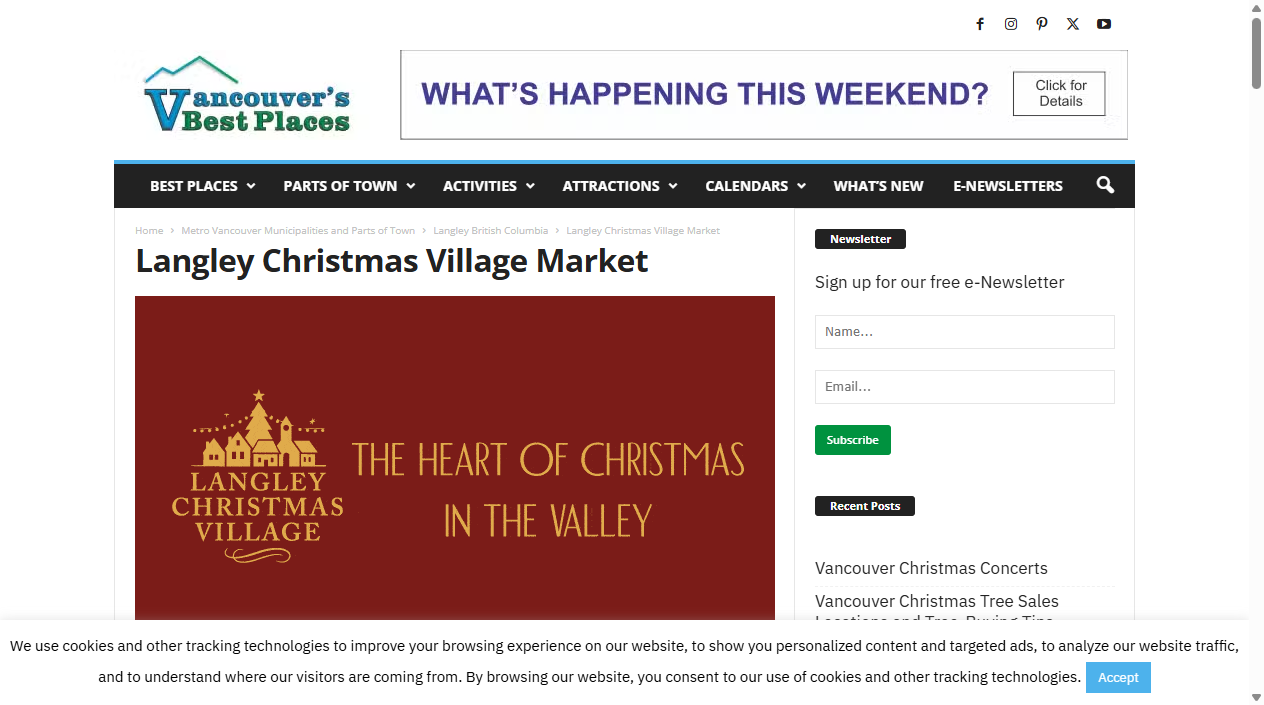 Vancouver's
Best Places
WHAT'S HAPPENING THIS WEEKEND?
Click for
Details
BEST PLACES
PARTS OF TOWN
ACTIVITIES
ATTRACTIONS
CALENDARS
WHAT'S NEW
E-NEWSLETTERS
Home › Metro Vancouver Municipalities and Parts of Town › Langley British Columbia › Langley Christmas Village Market
Langley Christmas Village Market
LANGLEY
CHRISTMAS
VILLAGE
THE HEART OF CHRISTMAS
IN THE VALLEY
Newsletter
Sign up for our free e-Newsletter
Name...
Email...
Subscribe
Recent Posts
Vancouver Christmas Concerts
Vancouver Christmas Tree Sales
Locations and Tree-Buying Tips
We use cookies and other tracking technologies to improve your browsing experience on our website, to show you personalized content and targeted ads, to analyze our website traffic,
and to understand where our visitors are coming from. By browsing our website, you consent to our use of cookies and other tracking technologies. Accept